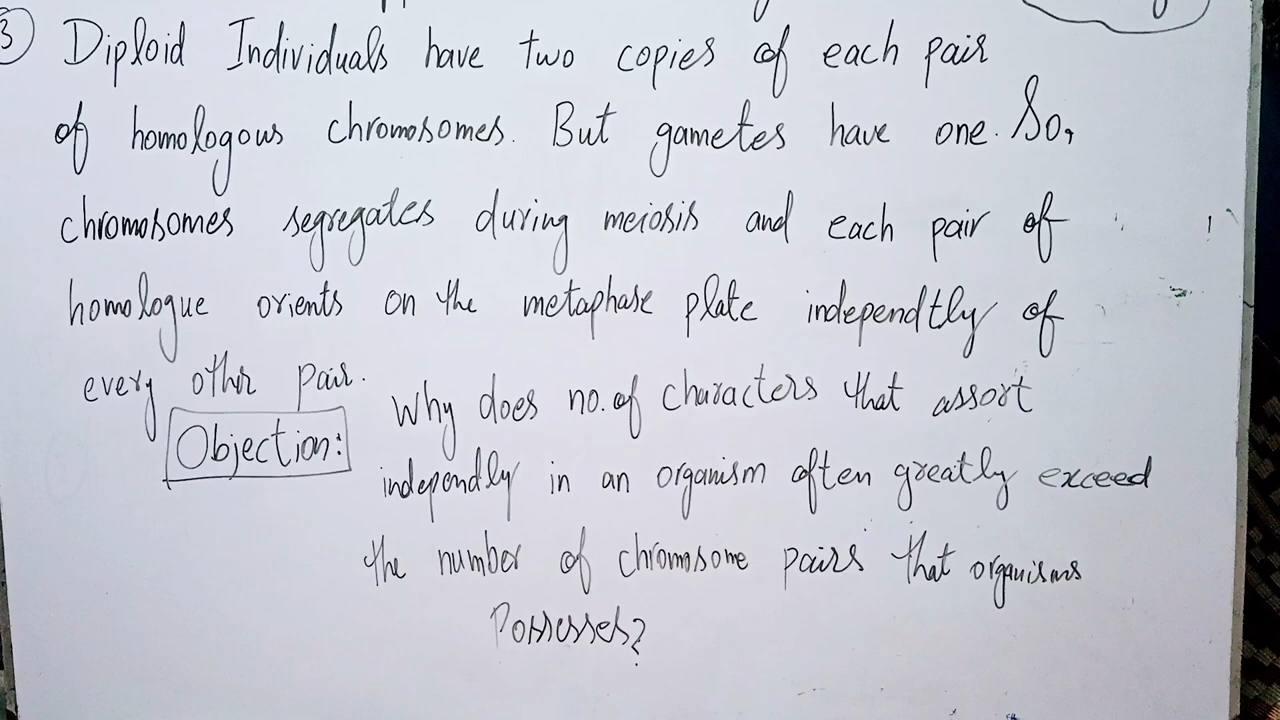 3 Diploid Individuals have two copies of each pair
of homologous chromosomes. But gametes have one. So,
chromosomes segregates during meiosis and each pair of
homologue orients on the metaphase plate independtly of
every othr pair.
Objection: Why does no. of characters that assort
independly in an organism often greatly exceed
the number of chromosome pairs that organisms
Possesses?